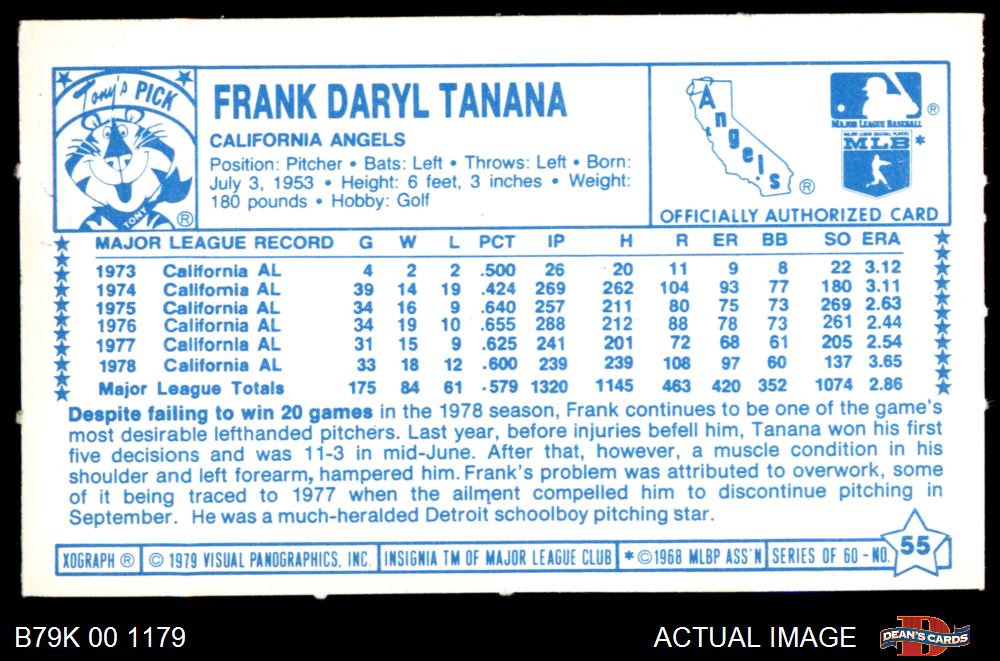 Tony's PICK
TONY
®
FRANK DARYL TANANA
CALIFORNIA ANGELS
Position: Pitcher • Bats: Left • Throws: Left • Born:
July 3, 1953 • Height: 6 feet, 3 inches • Weight:
180 pounds • Hobby: Golf
Angels
®
®
MAJOR LEAGUE BASEBALL
MAJOR LEAGUE BASEBALL PLAYERS
MLB *
OFFICIALLY AUTHORIZED CARD
MAJOR LEAGUE RECORD G W L PCT IP H R ER BB SO ERA
1973 California AL 4 2 2 .500 26 20 11 9 8 22 3.12
1974 California AL 39 14 19 .424 269 262 104 93 77 180 3.11
1975 California AL 34 16 9 .640 257 211 80 75 73 269 2.63
1976 California AL 34 19 10 .655 288 212 88 78 73 261 2.44
1977 California AL 31 15 9 .625 241 201 72 68 61 205 2.54
1978 California AL 33 18 12 .600 239 239 108 97 60 137 3.65
Major League Totals 175 84 61 .579 1320 1145 463 420 352 1074 2.86
Despite failing to win 20 games in the 1978 season, Frank continues to be one of the game's
most desirable lefthanded pitchers. Last year, before injuries befell him, Tanana won his first
five decisions and was 11-3 in mid-June. After that, however, a muscle condition in his
shoulder and left forearm, hampered him. Frank's problem was attributed to overwork, some
of it being traced to 1977 when the ailment compelled him to discontinue pitching in
September. He was a much-heralded Detroit schoolboy pitching star.
XOGRAPH ® © 1979 VISUAL PANOGRAPHICS, INC. INSIGNIA TM OF MAJOR LEAGUE CLUB * © 1968 MLBP ASS'N SERIES OF 60 - NO. 55
B79K 00 1179
ACTUAL IMAGE
DEAN'S CARDS